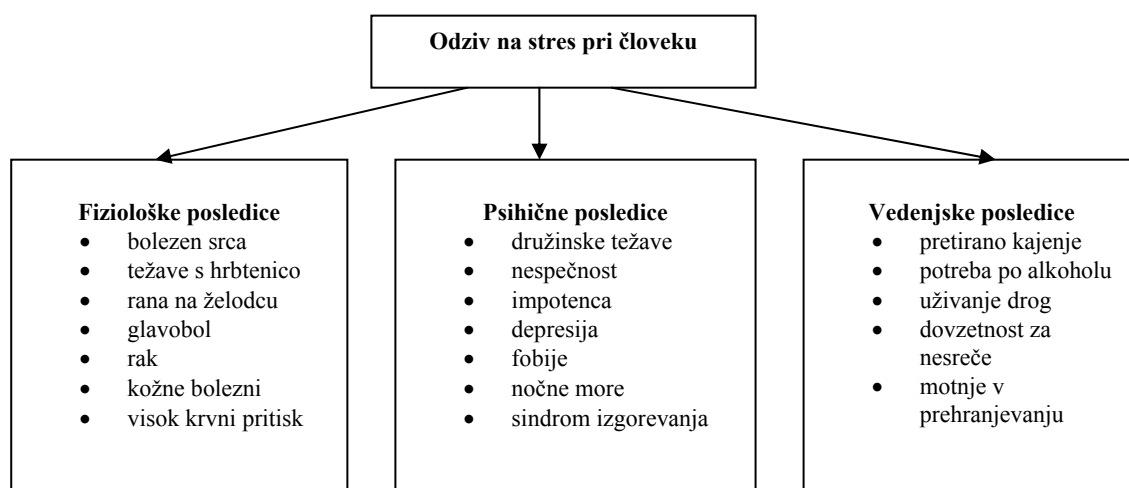 Odziv na stres pri človeku
Fiziološke posledice
• bolezen srca
• težave s hrbtenico
• rana na želodcu
• glavobol
• rak
• kožne bolezni
• visok krvni pritisk
Psihične posledice
• družinske težave
• nespečnost
• impotenca
• depresija
• fobije
• nočne more
• sindrom izgorevanja
Vedenjske posledice
• pretirano kajenje
• potreba po alkoholu
• uživanje drog
• dovzetnost za
nesreče
• motnje v
prehranjevanju